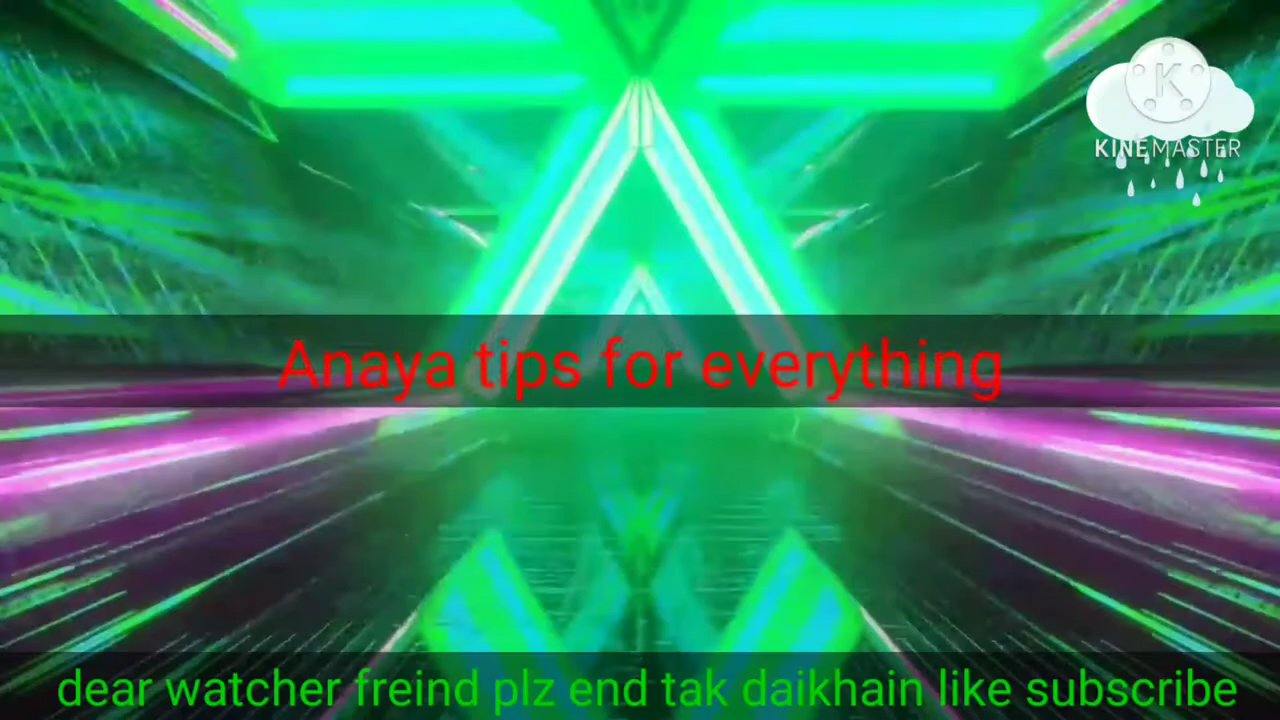 K
KINEMASTER
Anaya tips for everything
dear watcher freind plz end tak daikhain like subscribe